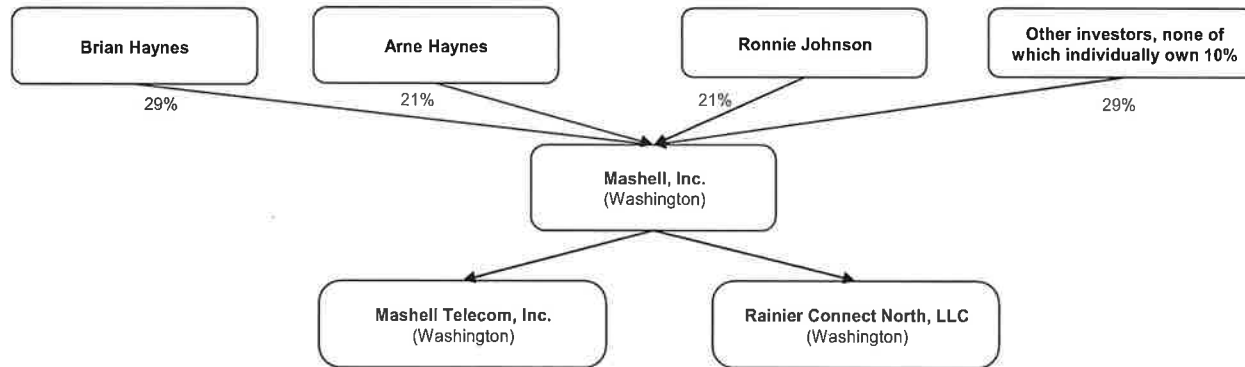 Brian Haynes
Arne Haynes
Ronnie Johnson
Other investors, none of
which individually own 10%
29%
21%
21%
29%
Mashell, Inc.
(Washington)
Mashell Telecom, Inc.
(Washington)
Rainier Connect North, LLC
(Washington)